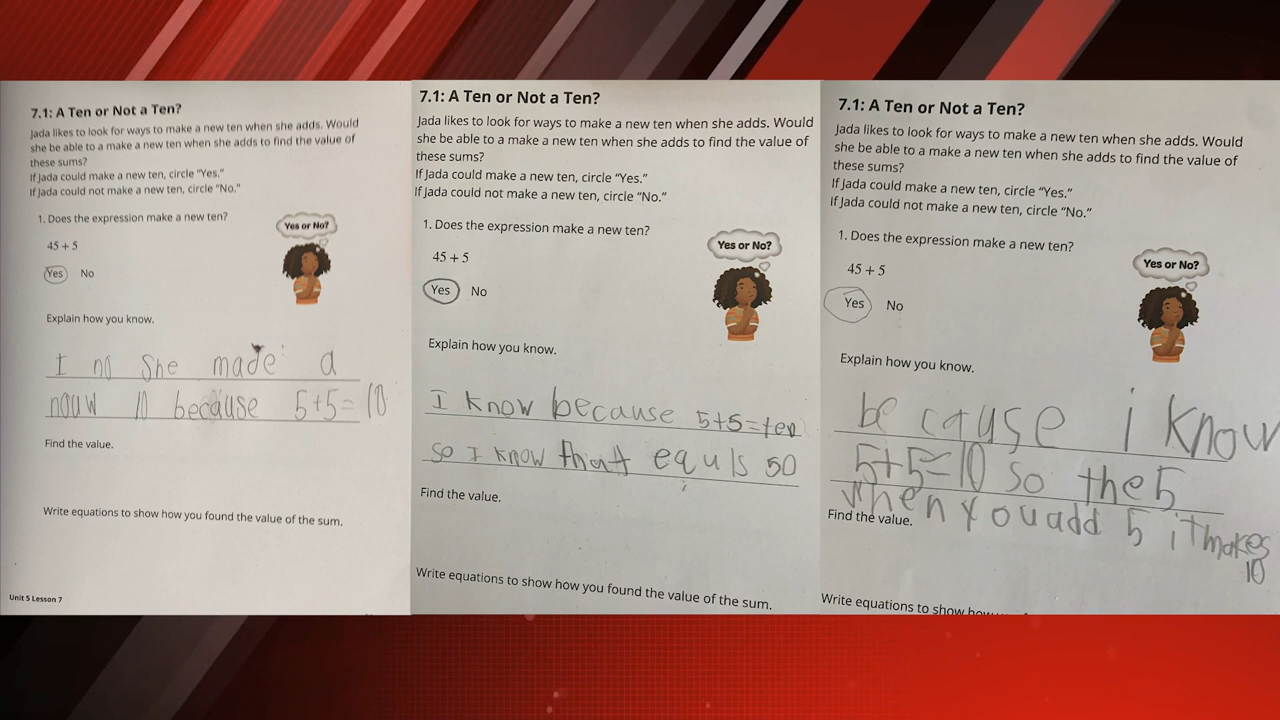 7.1: A Ten or Not a Ten?
Jada likes to look for ways to make a new ten when she adds. Would
she be able to a make a new ten when she adds to find the value of
these sums?
If Jada could make a new ten, circle “Yes.”
If Jada could not make a new ten, circle “No.”
1. Does the expression make a new ten?
Yes or No?
45 + 5
Yes No
Explain how you know.
I no she made a
nouw 10 because 5+5=10
Find the value.
Write equations to show how you found the value of the sum.
Unit 5 Lesson 7
7.1: A Ten or Not a Ten?
Jada likes to look for ways to make a new ten when she adds. Would
she be able to a make a new ten when she adds to find the value of
these sums?
If Jada could make a new ten, circle “Yes.”
If Jada could not make a new ten, circle “No.”
1. Does the expression make a new ten?
Yes or No?
45 + 5
Yes No
Explain how you know.
I know because 5+5=ten
so I know that equls 50
Find the value.
Write equations to show how you found the value of the sum.
7.1: A Ten or Not a Ten?
Jada likes to look for ways to make a new ten when she adds. Would
she be able to a make a new ten when she adds to find the value of
these sums?
If Jada could make a new ten, circle “Yes.”
If Jada could not make a new ten, circle “No.”
1. Does the expression make a new ten?
Yes or No?
45 + 5
Yes No
Explain how you know.
be cause i know
5+5=10 so the 5
when you add 5 it makes
10
Find the value.
Write equations to show